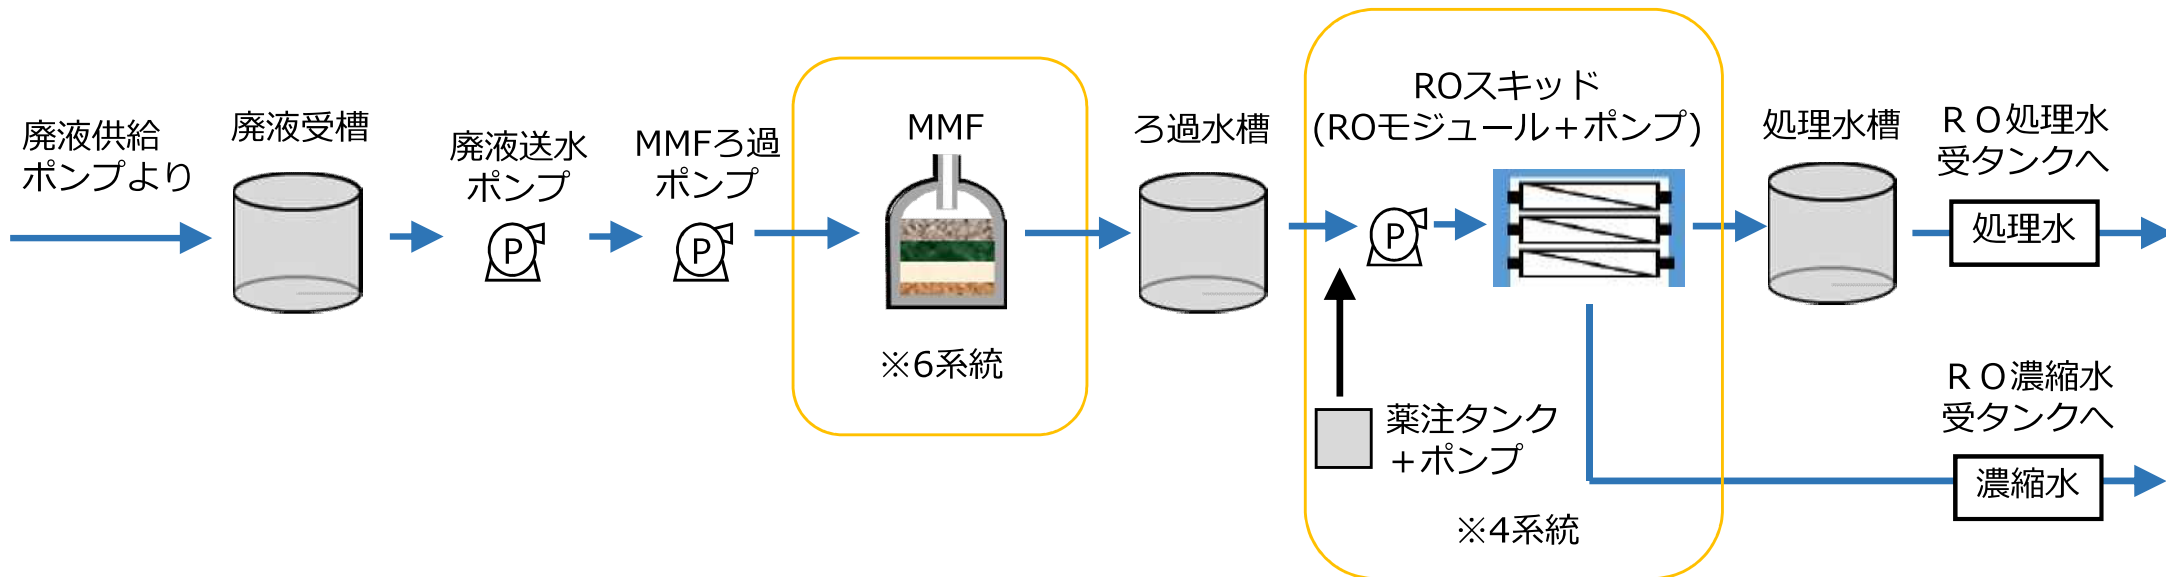 廃液供給
ポンプより
廃液受槽
廃液送水
ポンプ
P
MMFろ過
ポンプ
P
MMF
※6系統
ろ過水槽
ROスキッド
(ROモジュール＋ポンプ)
P
薬注タンク
＋ポンプ
※4系統
処理水槽
ＲＯ処理水
受タンクへ
処理水
ＲＯ濃縮水
受タンクへ
濃縮水